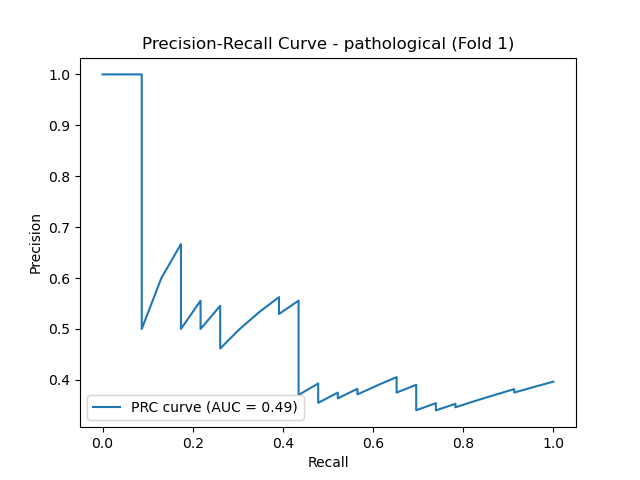 Precision-Recall Curve - pathological (Fold 1)
1.0
0.9
0.8
0.7
0.6
0.5
0.4
Precision
PRC curve (AUC = 0.49)
0.0 0.2 0.4 0.6 0.8 1.0
Recall